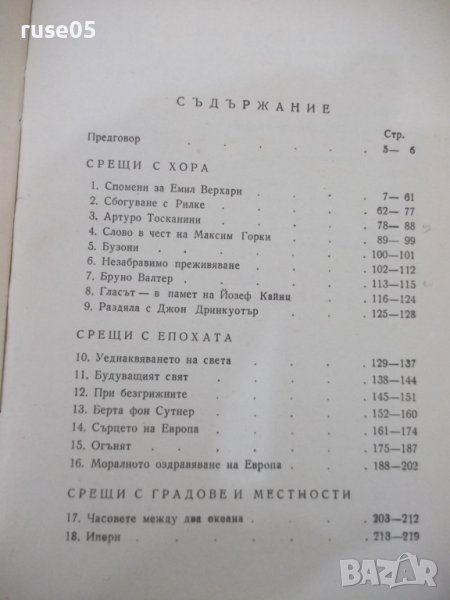 ruse05
СЪДЪРЖАНИЕ
Стр.
Предговор . . . . . 5— 6
СРЕЩИ С ХОРА
1. Спомени за Емил Верхарн . . . . 7— 61
2. Сбогуване с Рилке . . . . . 62— 77
3. Артуро Тосканини . . . . . 78— 88
4. Слово в чест на Максим Горки . . . 89— 99
5. Бузони . . . . . . 100—101
6. Незабравимо преживяване . . . . 102—112
7. Бруно Валтер . . . . . . 113—115
8. Гласът — в памет на Йозеф Кайнц . . 116—124
9. Раздяла с Джон Дринкуотър . . . 125—128
СРЕЩИ С ЕПОХАТА
10. Уеднаквяването на света . . . . 129—137
11. Бъдуващият свят . . . . . 138—144
12. При безгрижните . . . . . 145—151
13. Берта фон Сутнер . . . . . 152—160
14. Сърцето на Европа . . . . . 161—174
15. Огънят . . . . . . 175—187
16. Моралното оздравяване на Европа . . . 188—202
СРЕЩИ С ГРАДОВЕ И МЕСТНОСТИ
17. Часовете между два океана . . . . 203—212
18. Иперн . . . . . . 213—219
BAZAR